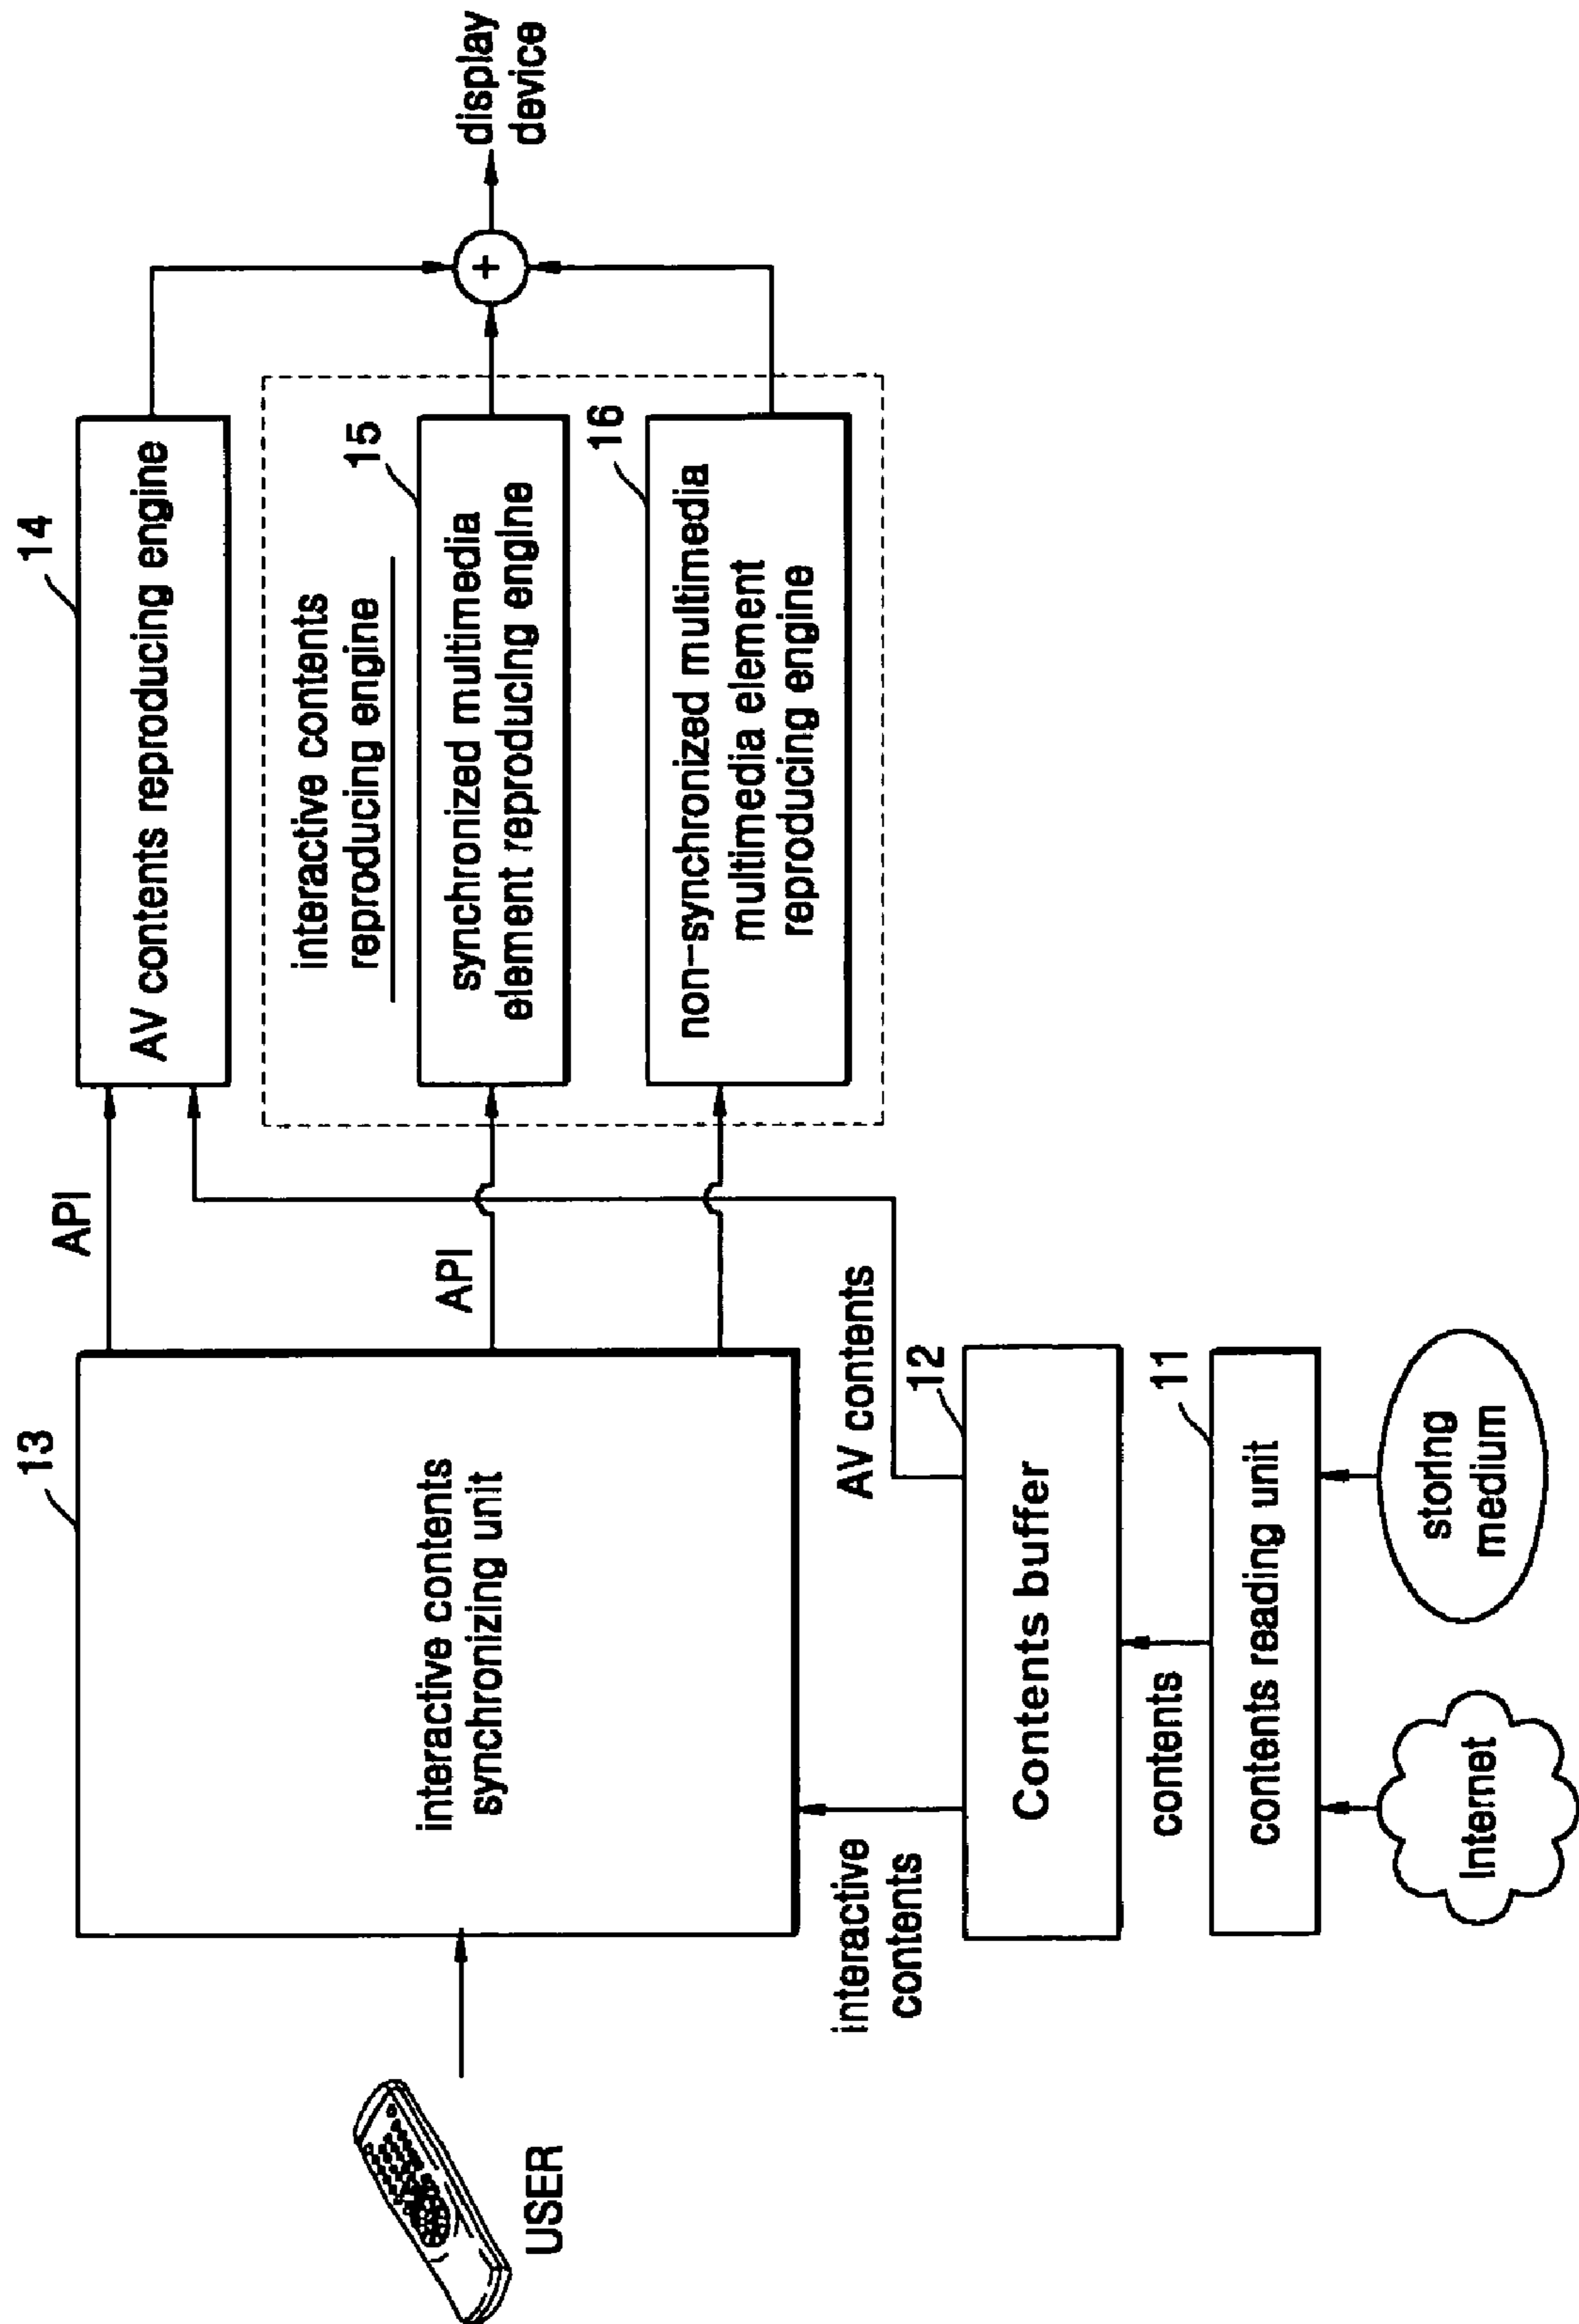 13
interactive contents
synchronizing unit
USER
API
API
14
AV contents reproducing engine
interactive contents
reproducing engine
15
synchronized multimedia
element reproducing engine
16
non-synchronized multimedia
multimedia element
reproducing engine
+
display
device
interactive
contents
AV contents
12
Contents buffer
contents
11
contents reading unit
Internet
storing
medium